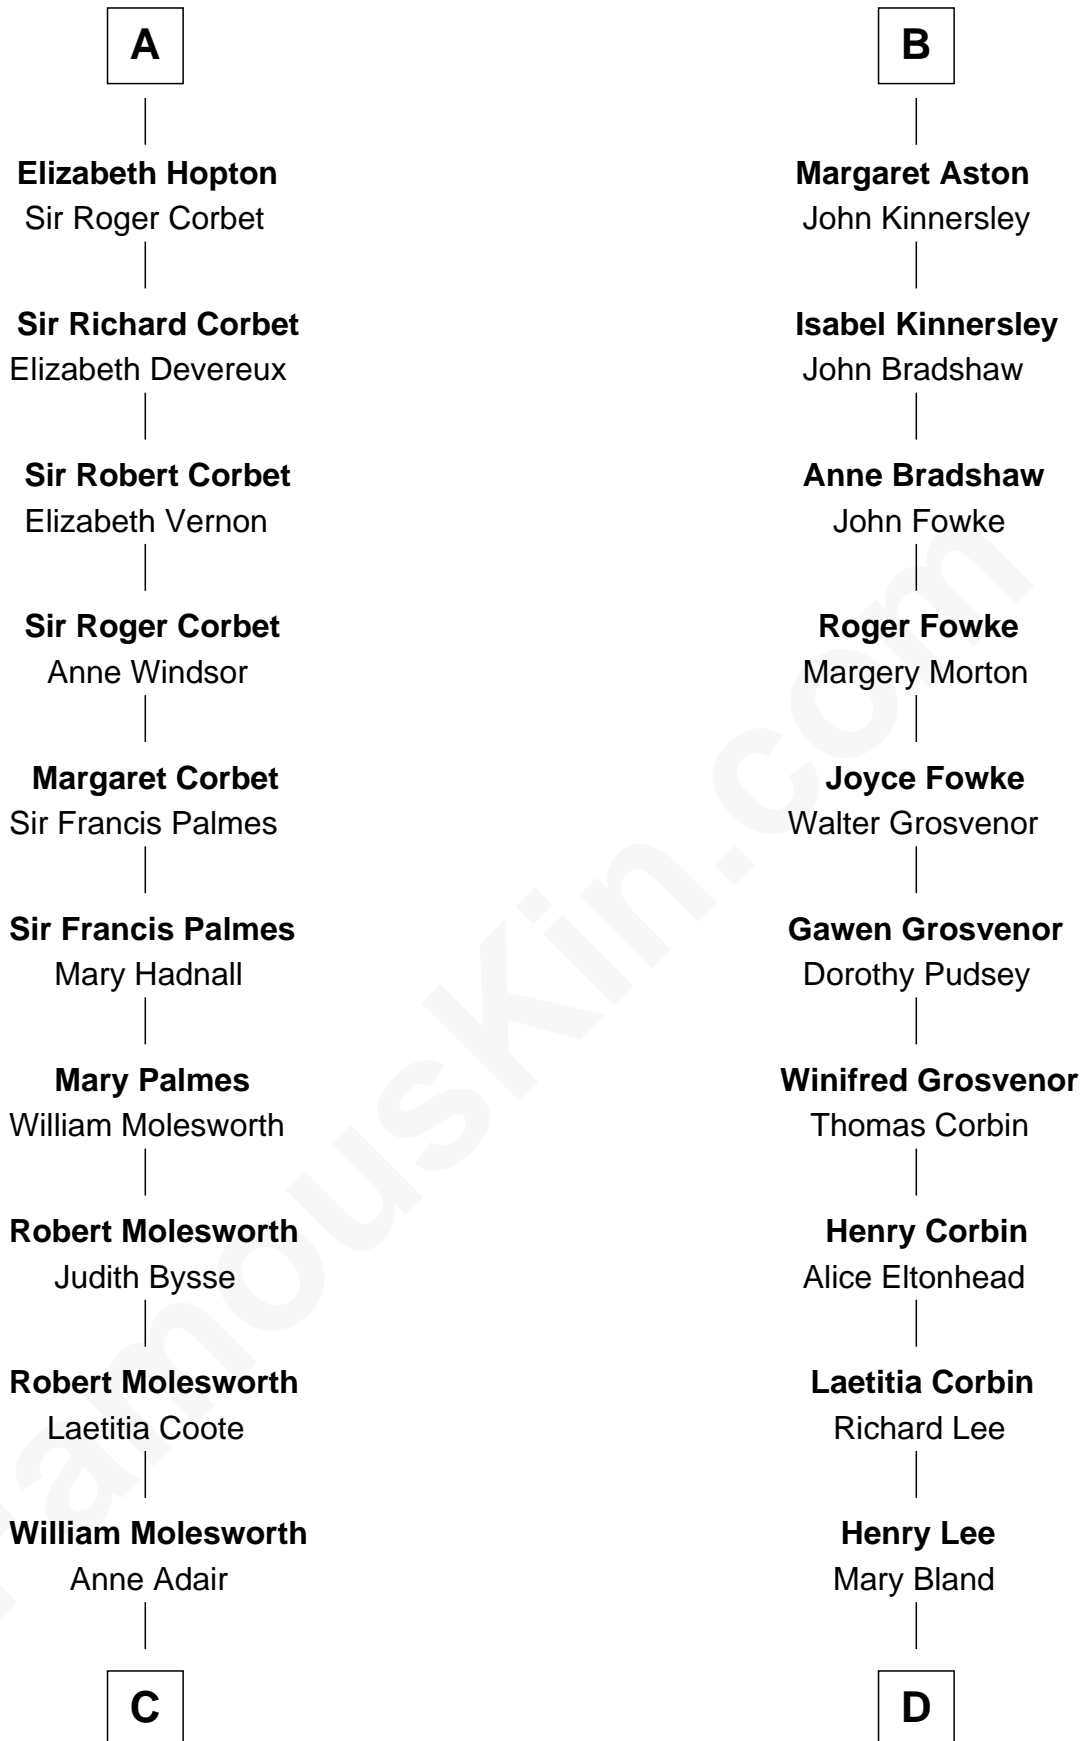 A
Elizabeth Hopton
Sir Roger Corbet
Sir Richard Corbet
Elizabeth Devereux
Sir Robert Corbet
Elizabeth Vernon
Sir Roger Corbet
Anne Windsor
Margaret Corbet
Sir Francis Palmes
Sir Francis Palmes
Mary Hadnall
Mary Palmes
William Molesworth
Robert Molesworth
Judith Bysse
Robert Molesworth
Laetitia Coote
William Molesworth
Anne Adair
C
B
Margaret Aston
John Kinnersley
Isabel Kinnersley
John Bradshaw
Anne Bradshaw
John Fowke
Roger Fowke
Margery Morton
Joyce Fowke
Walter Grosvenor
Gawen Grosvenor
Dorothy Pudsey
Winifred Grosvenor
Thomas Corbin
Henry Corbin
Alice Eltonhead
Laetitia Corbin
Richard Lee
Henry Lee
Mary Bland
D
FamousKin.com